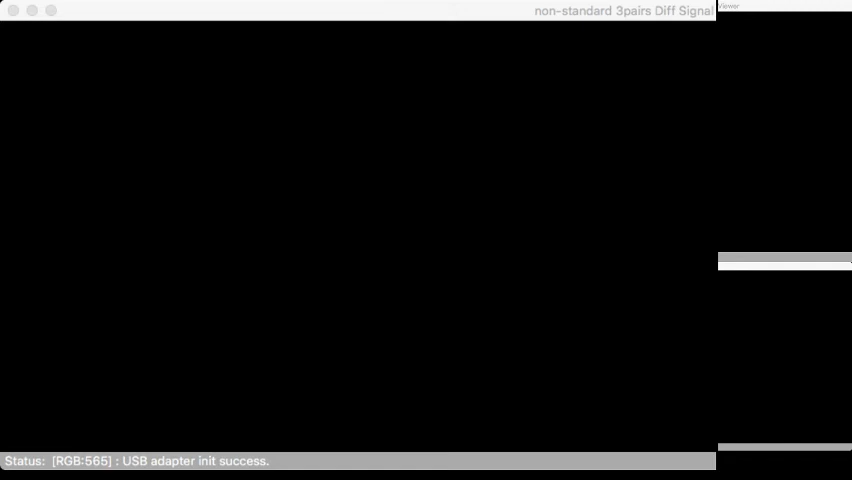 non-standard 3pairs Diff Signal
Viewer
Status: [RGB:565] : USB adapter init success.